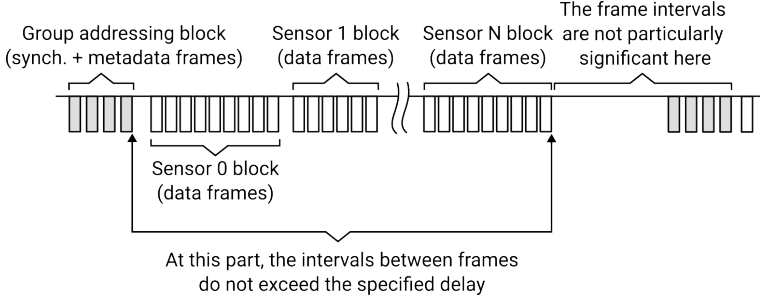 Group addressing block
(synch. + metadata frames)
Sensor 1 block
(data frames)
Sensor N block
(data frames)
The frame intervals
are not particularly
significant here
Sensor 0 block
(data frames)
At this part, the intervals between frames
do not exceed the specified delay